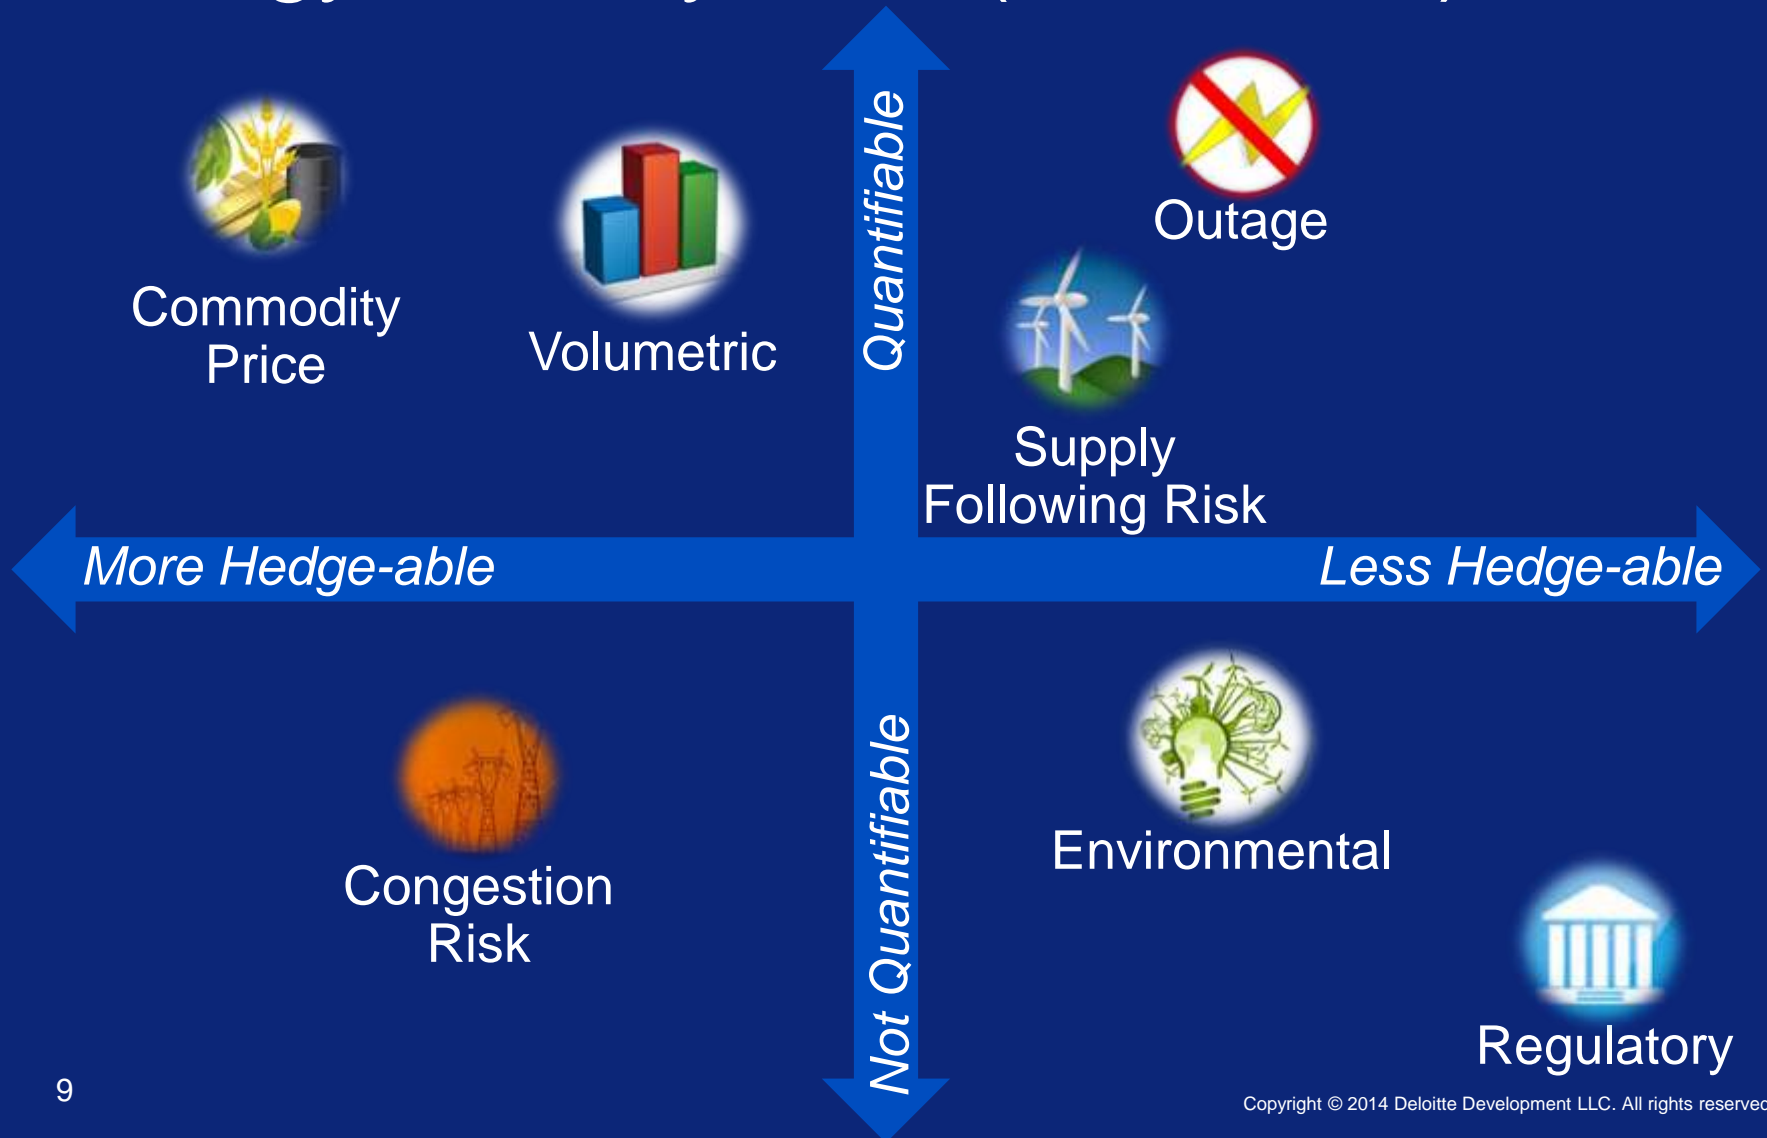 Quantifiable
Outage
Commodity
Price
Volumetric
Supply
Following Risk
More Hedge-able
Less Hedge-able
Not Quantifiable
Environmental
Congestion
Risk
Regulatory
9
Copyright © 2014 Deloitte Development LLC. All rights reserved